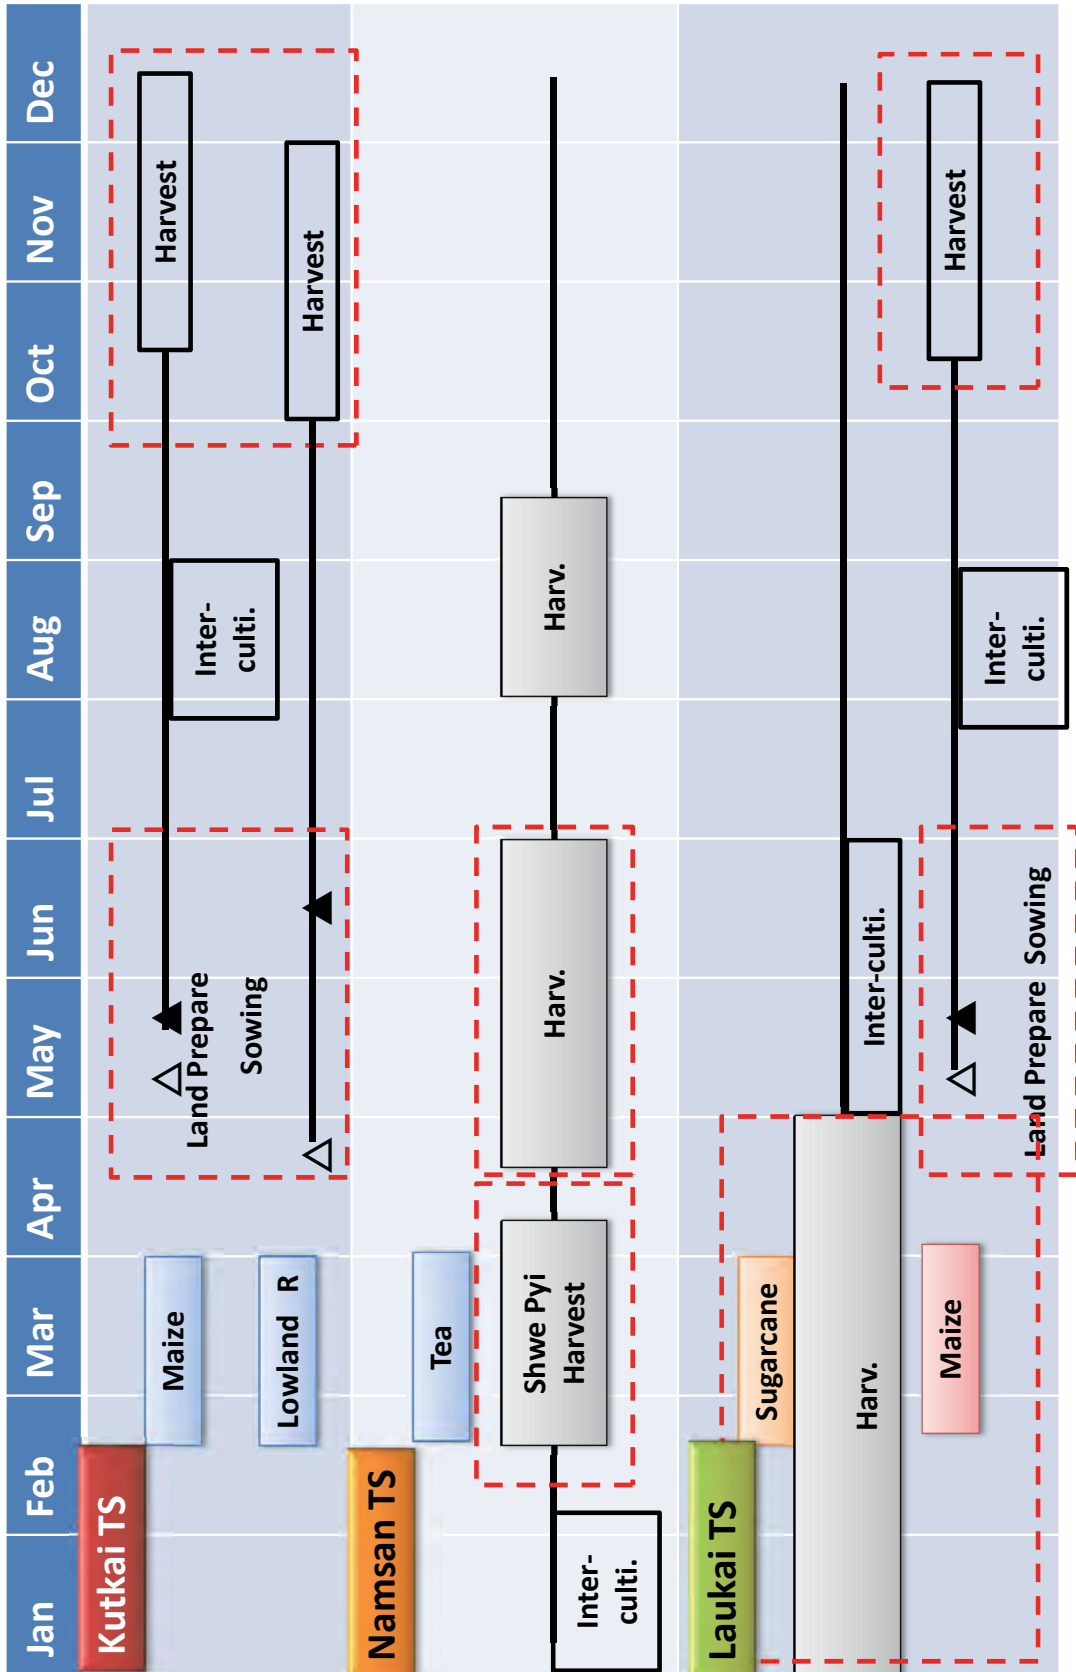 Jan Feb Mar Apr May Jun Jul Aug Sep Oct Nov Dec
Kutkai TS
Maize
Land Prepare
Sowing
Inter-
culti.
Harvest
Lowland R
Harvest
Namsan TS
Tea
Inter-
culti.
Shwe Pyi
Harvest
Harv.
Harv.
Laukai TS
Sugarcane
Harv.
Inter-culti.
Maize
Land Prepare Sowing
Inter-
culti.
Harvest